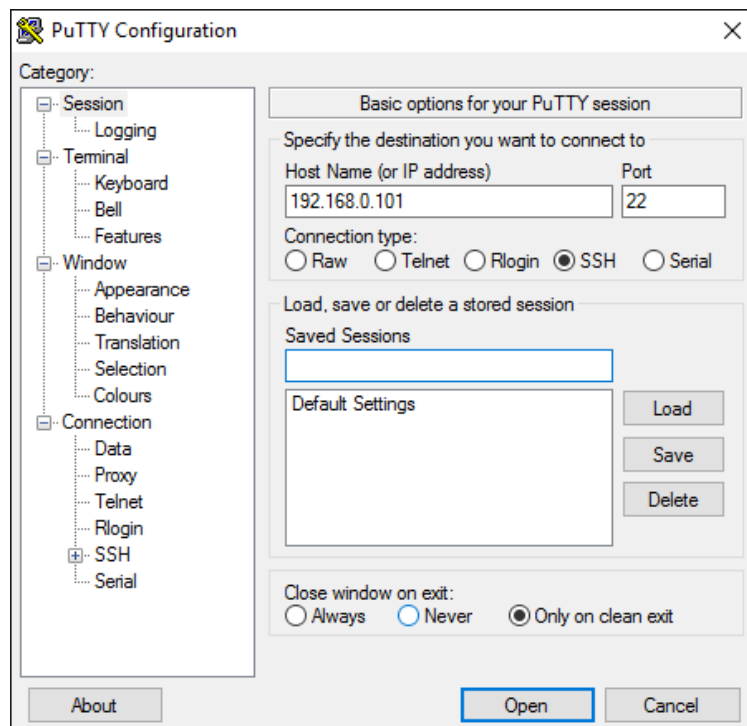 PuTTY Configuration
Category:
Session
Logging
Terminal
Keyboard
Bell
Features
Window
Appearance
Behaviour
Translation
Selection
Colours
Connection
Data
Proxy
Telnet
Rlogin
SSH
Serial
Basic options for your PuTTY session
Specify the destination you want to connect to
Host Name (or IP address) Port
192.168.0.101 22
Connection type:
Raw Telnet Rlogin SSH Serial
Load, save or delete a stored session
Saved Sessions
Default Settings
Load
Save
Delete
Close window on exit:
Always Never Only on clean exit
About Open Cancel